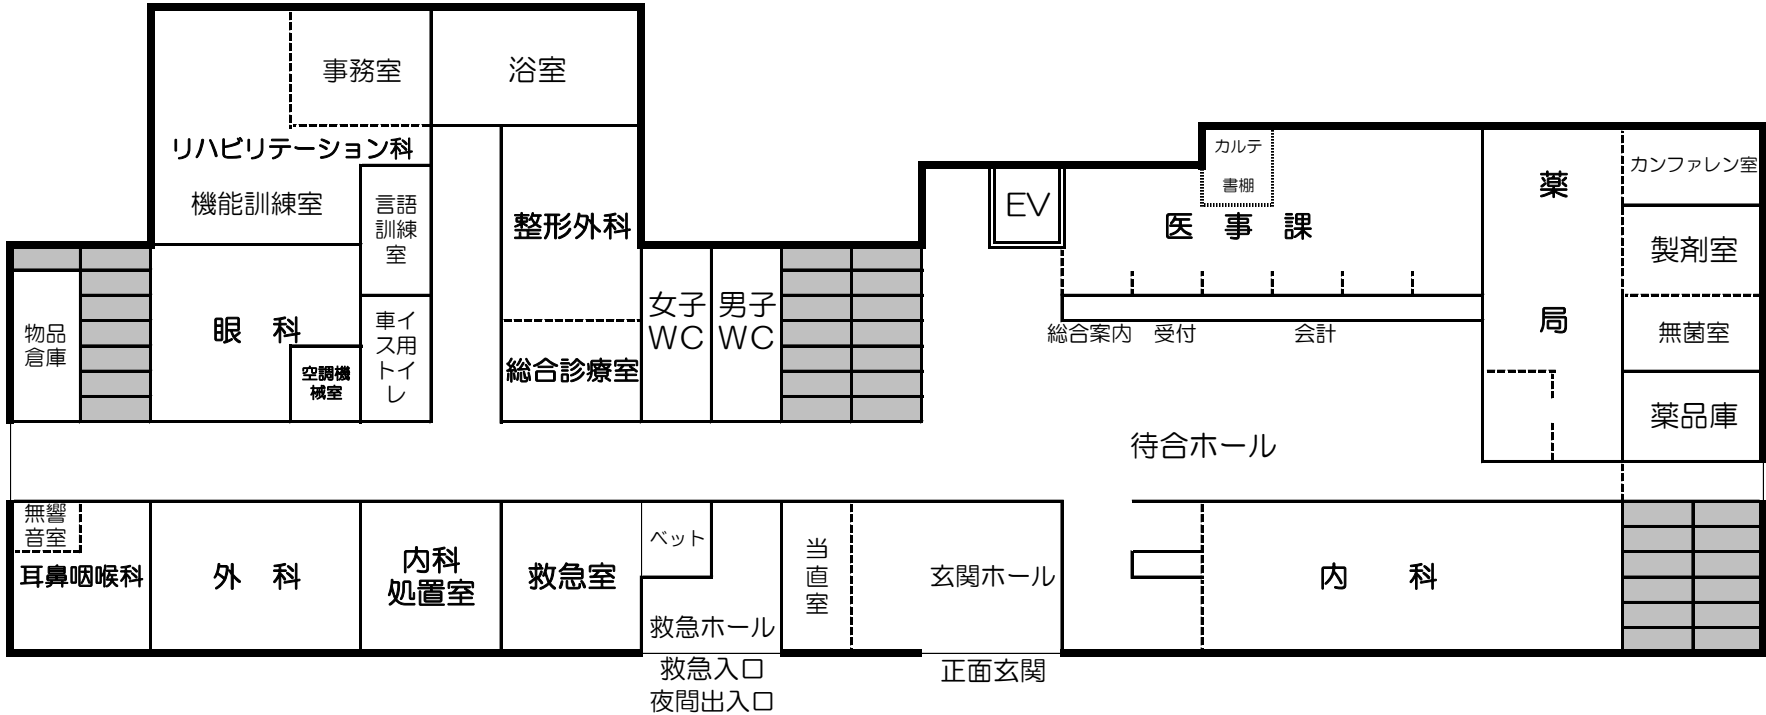 事務室
浴室
リハビリテーション科
機能訓練室
言語
訓練
室
整形外科
EV
カルテ
書棚
医 事 課
薬
局
カンファレン室
製剤室
無菌室
薬品庫
物品
倉庫
眼 科
空調機
械室
車イ
ス用
トイ
レ
総合診療室
女子
WC
男子
WC
総合案内 受付 会計
待合ホール
無響
音室
耳鼻咽喉科
外 科
内科
処置室
救急室
ベット
救急ホール
当
直
室
玄関ホール
内 科
救急入口
夜間出入口
正面玄関